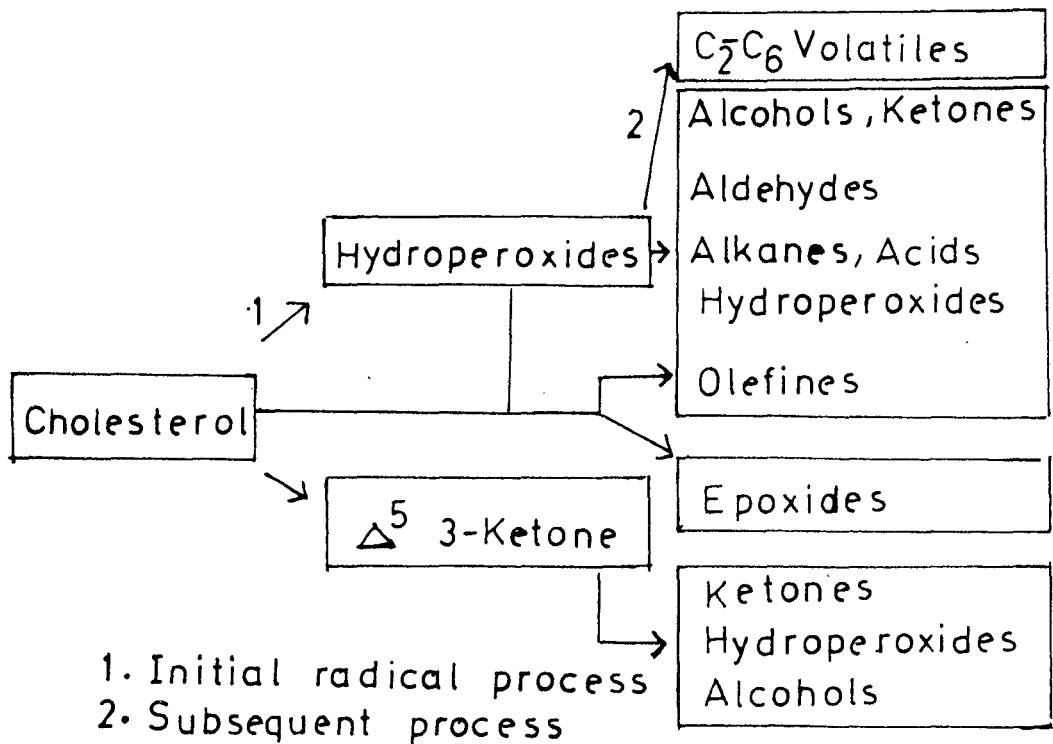 C2-C6 Volatiles
2
Alcohols, Ketones
Aldehydes
Hydroperoxides
Alkanes, Acids
Hydroperoxides
1
Olefines
Cholesterol
Epoxides
Δ5 3-Ketone
Ketones
Hydroperoxides
Alcohols
1. Initial radical process
2. Subsequent process